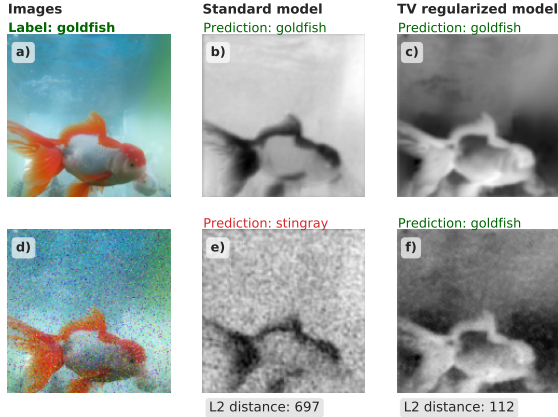 Images Standard model TV regularized model
Label: goldfish Prediction: goldfish Prediction: goldfish
a) b) c)
Prediction: stingray Prediction: goldfish
d) e) f)
L2 distance: 697 L2 distance: 112